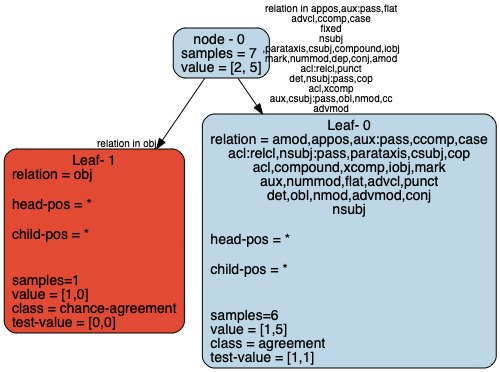 relation in appos,aux:pass,flat
advcl,ccomp,case
fixed
nsubj
,parataxis,csubj,compound,iobj
mark,nummod,dep,conj,amod
acl:relcl,punct
det,nsubj:pass,cop
acl,xcomp
aux,csubj:pass,obl,nmod,cc
advmod
node - 0
samples = 7
value = [2, 5]
relation in obj
Leaf- 1
relation = obj
head-pos = *
child-pos = *
samples=1
value = [1,0]
class = chance-agreement
test-value = [0,0]
Leaf- 0
relation = amod,appos,aux:pass,ccomp,case
acl:relcl,nsubj:pass,parataxis,csubj,cop
acl,compound,xcomp,iobj,mark
aux,nummod,flat,advcl,punct
det,obl,nmod,advmod,conj
nsubj
head-pos = *
child-pos = *
samples=6
value = [1,5]
class = agreement
test-value = [1,1]